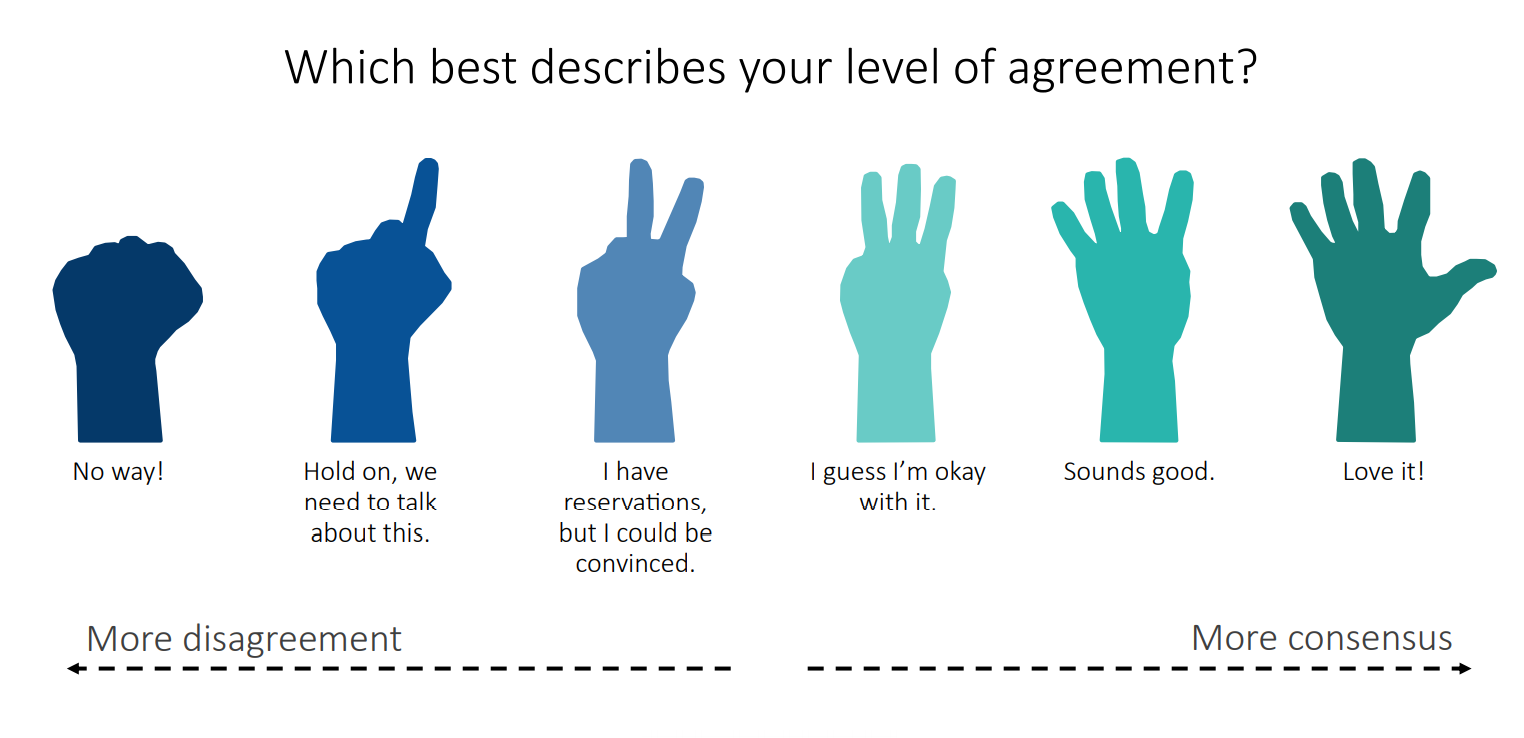 Which best describes your level of agreement?
No way!
Hold on, we
need to talk
about this.
I have
reservations,
but I could be
convinced.
I guess I’m okay
with it.
Sounds good.
Love it!
More disagreement
More consensus